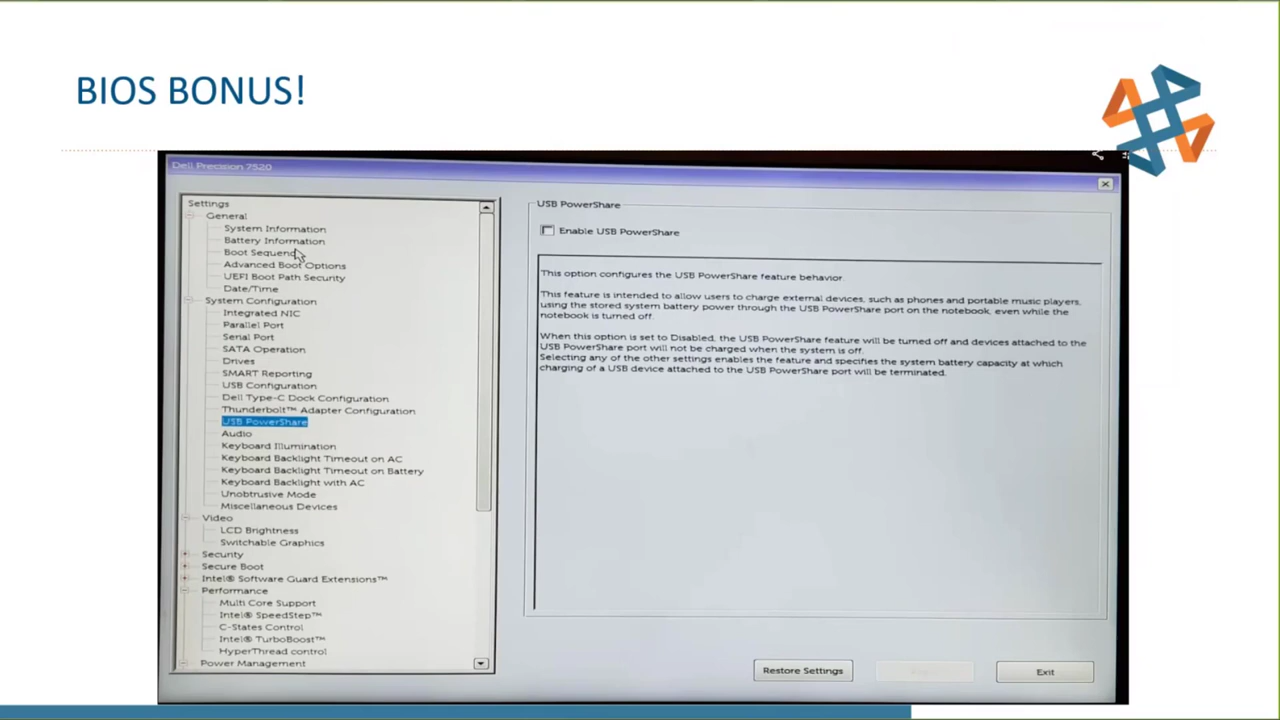 BIOS BONUS!
Dell Precision 7520
Settings
General
System Information
Battery Information
Boot Sequence
Advanced Boot Options
UEFI Boot Path Security
Date/Time
System Configuration
Integrated NIC
Parallel Port
Serial Port
SATA Operation
Drives
SMART Reporting
USB Configuration
Dell Type-C Dock Configuration
Thunderbolt™ Adapter Configuration
USB PowerShare
Audio
Keyboard Illumination
Keyboard Backlight Timeout on AC
Keyboard Backlight Timeout on Battery
Keyboard Backlight with AC
Unobtrusive Mode
Miscellaneous Devices
Video
LCD Brightness
Switchable Graphics
Security
Secure Boot
Intel® Software Guard Extensions™
Performance
Multi Core Support
Intel® SpeedStep™
C-States Control
Intel® TurboBoost™
HyperThread control
Power Management
USB PowerShare
Enable USB PowerShare
This option configures the USB PowerShare feature behavior.
This feature is intended to allow users to charge external devices, such as phones and portable music players,
using the stored system battery power through the USB PowerShare port on the notebook, even while the
notebook is turned off.
When this option is set to Disabled, the USB PowerShare feature will be turned off and devices attached to the
USB PowerShare port will not be charged when the system is off.
Selecting any of the other settings enables the feature and specifies the system battery capacity at which
charging of a USB device attached to the USB PowerShare port will be terminated.
Restore Settings
Exit